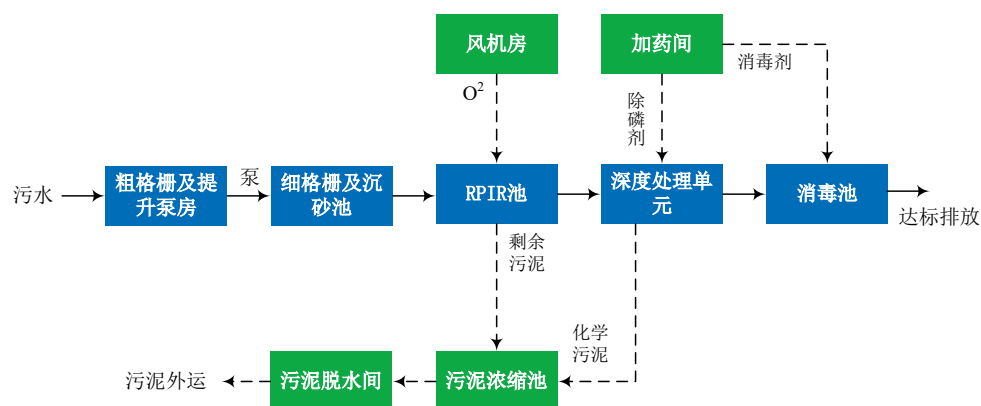 风机房
加药间
消毒剂
O²
除
磷
剂
污水
粗格栅及提
升泵房
泵
细格栅及沉
砂池
RPIR池
深度处理单
元
消毒池
达标排放
剩余
污泥
化学
污泥
污泥外运
污泥脱水间
污泥浓缩池